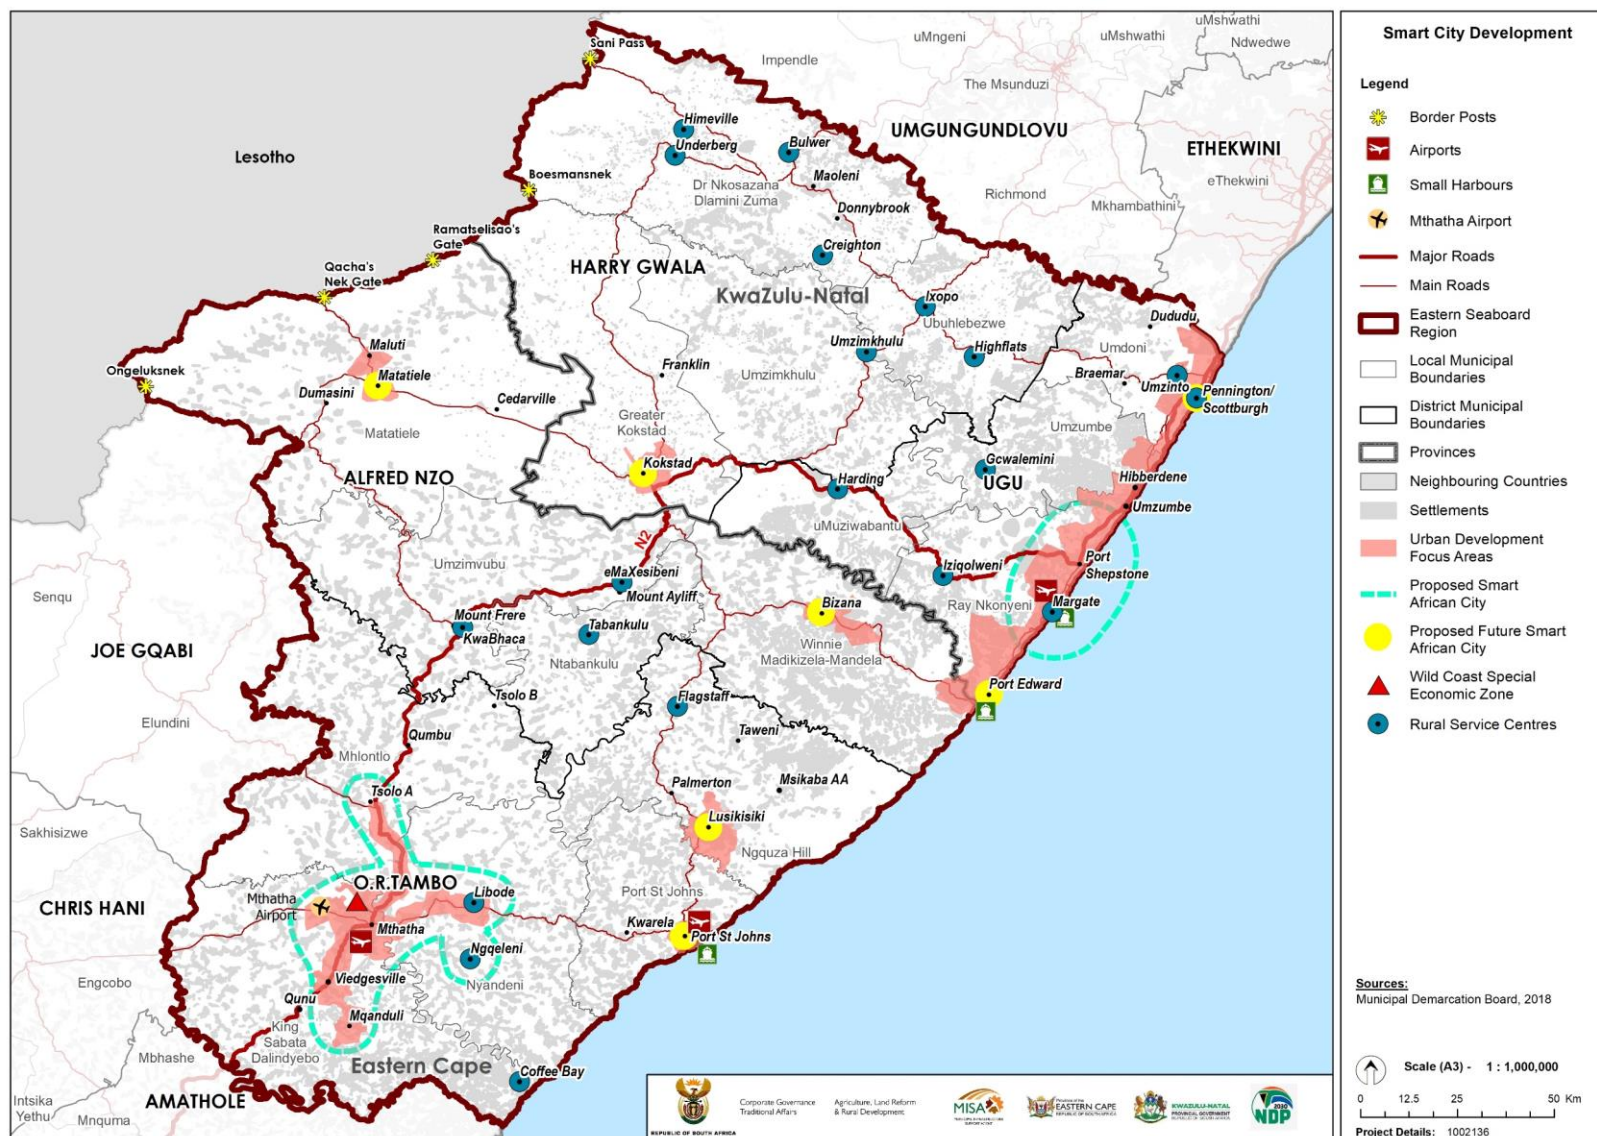 uMshwathi
Ndwedwe
uMngeni
uMshwathi
Impendle
The Msunduzi
Sani Pass
Himeville
Underberg
Bulwer
UMGUNGUNDLOVU
ETHEKWINI
eThekwini
Lesotho
Boesmansnek
Dr Nkosazana
Dlamini Zuma
Maoleni
Richmond
Mkhambathini
Donnybrook
Ramatselisao's
Gate
Creighton
Qacha's
Nek Gate
HARRY GWALA
KwaZulu-Natal
Ixopo
Ubuhlebezwe
Dududu
Umdoni
Maluti
Umzimkhulu
Highflats
Ongeluksnek
Matatiele
Franklin
Umzimkhulu
Braemar
Umzinto
Pennington/
Scottburgh
Dumasini
Cedarville
Matatiele
Greater
Kokstad
Umzumbe
Kokstad
Gcwalemini
UGU
ALFRED NZO
Harding
Hibberdene
Umzumbe
uMuziwabantu
N2
Umzimvubu
eMaXesibeni
Mount Ayliff
Iziqolweni
Port
Shepstone
Senqu
Mount Frere
KwaBhaca
Tabankulu
Bizana
Ray Nkonyeni
Margate
JOE GQABI
Ntabankulu
Winnie
Madikizela-Mandela
Tsolo B
Flagstaff
Port Edward
Elundini
Qumbu
Taweni
Mhlontlo
Tsolo A
Palmerton
Msikaba AA
Lusikisiki
Sakhisizwe
Ngquza Hill
O.R.TAMBO
CHRIS HANI
Mthatha
Airport
Libode
Port St Johns
Mthatha
Kwarela
Port St Johns
Ngqeleni
Engcobo
Viedgesville
Nyandeni
Qunu
Mqanduli
King
Sabata
Dalindyebo
Mbhashe
Eastern Cape
Coffee Bay
Intsika
Yethu
AMATHOLE
Mnquma
REPUBLIC OF SOUTH AFRICA
Corporate Governance
Traditional Affairs
Agriculture, Land Reform
& Rural Development
MISA
EASTERN CAPE
KWAZULU-NATAL
PROVINCIAL GOVERNMENT
2030
NDP
Smart City Development
Legend
Border Posts
Airports
Small Harbours
Mthatha Airport
Major Roads
Main Roads
Eastern Seaboard
Region
Local Municipal
Boundaries
District Municipal
Boundaries
Provinces
Neighbouring Countries
Settlements
Urban Development
Focus Areas
Proposed Smart
African City
Proposed Future Smart
African City
Wild Coast Special
Economic Zone
Rural Service Centres
Sources:
Municipal Demarcation Board, 2018
Scale (A3) - 1 : 1,000,000
0 12.5 25 50 Km
Project Details: 1002136